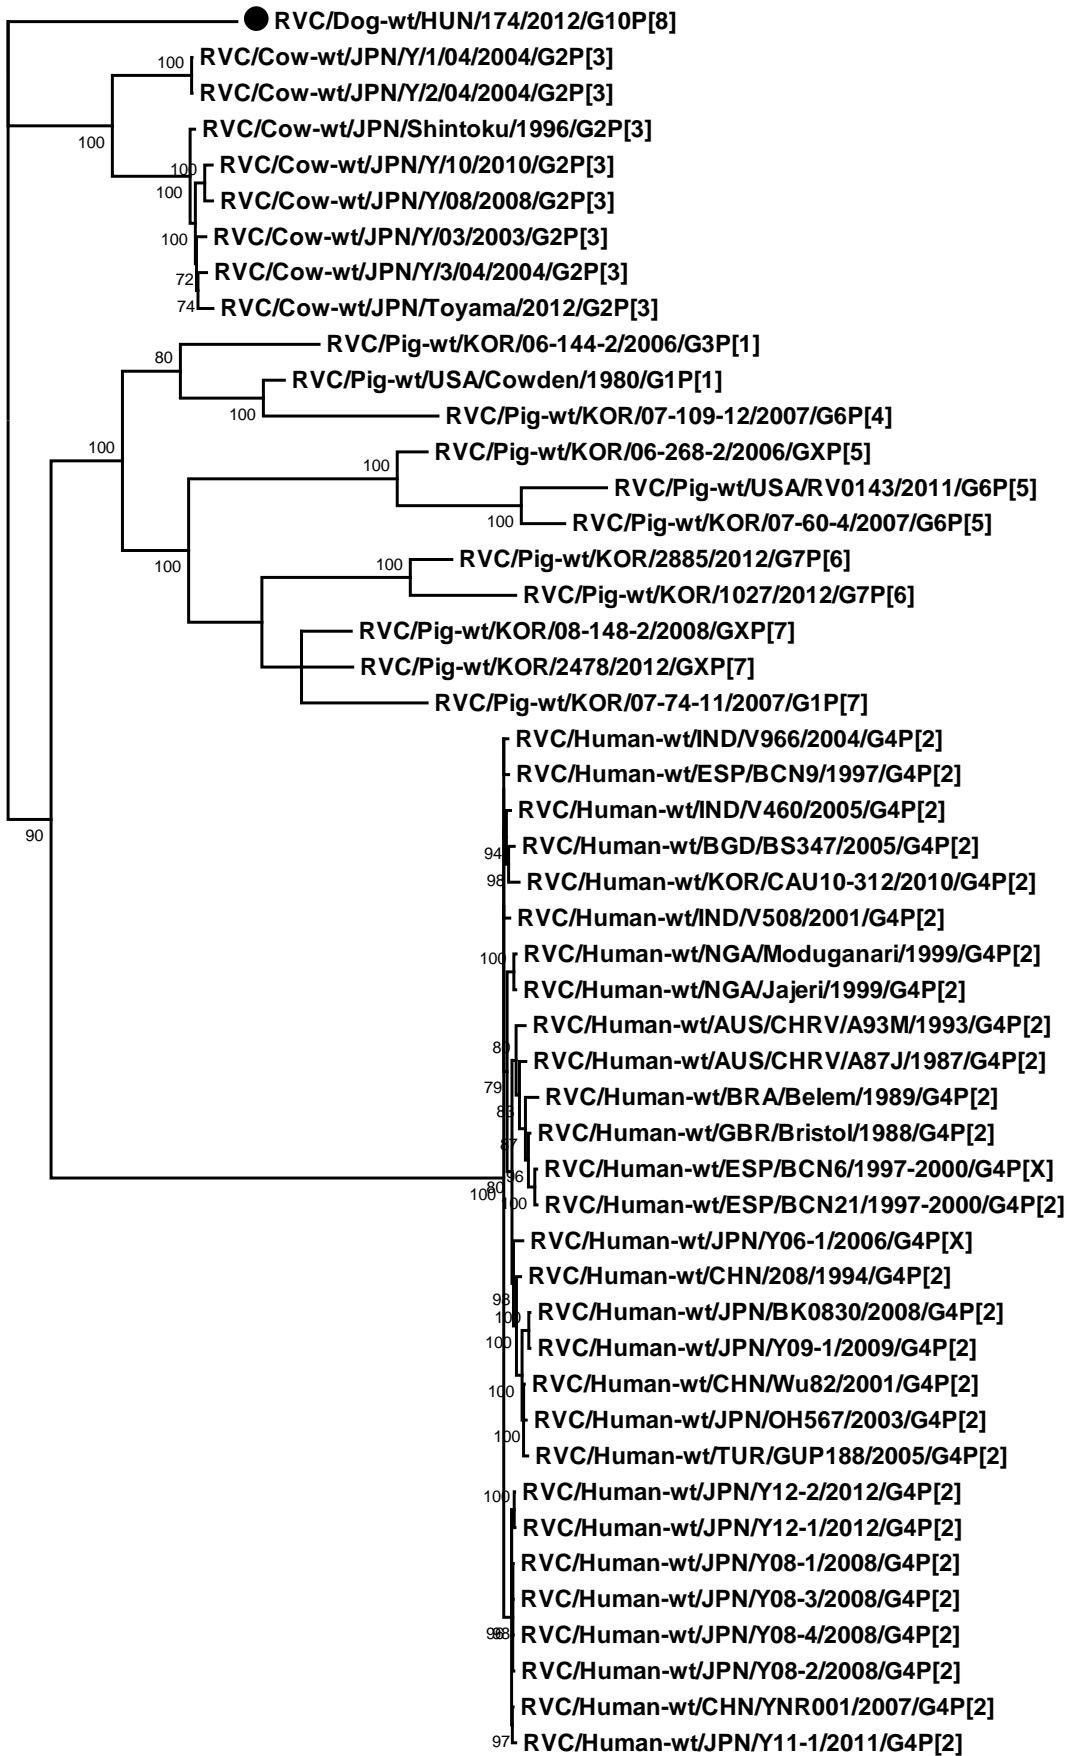 RVC/Dog-wt/HUN/174/2012/G10P[8]
100
RVC/Cow-wt/JPN/Y/1/04/2004/G2P[3]
RVC/Cow-wt/JPN/Y/2/04/2004/G2P[3]
100
RVC/Cow-wt/JPN/Shintoku/1996/G2P[3]
100
RVC/Cow-wt/JPN/Y/10/2010/G2P[3]
100
RVC/Cow-wt/JPN/Y/08/2008/G2P[3]
100
RVC/Cow-wt/JPN/Y/03/2003/G2P[3]
72
RVC/Cow-wt/JPN/Y/3/04/2004/G2P[3]
74
RVC/Cow-wt/JPN/Toyama/2012/G2P[3]
RVC/Pig-wt/KOR/06-144-2/2006/G3P[1]
80
RVC/Pig-wt/USA/Cowden/1980/G1P[1]
100
RVC/Pig-wt/KOR/07-109-12/2007/G6P[4]
100
RVC/Pig-wt/KOR/06-268-2/2006/GXP[5]
100
RVC/Pig-wt/USA/RV0143/2011/G6P[5]
100
RVC/Pig-wt/KOR/07-60-4/2007/G6P[5]
100
RVC/Pig-wt/KOR/2885/2012/G7P[6]
100
RVC/Pig-wt/KOR/1027/2012/G7P[6]
RVC/Pig-wt/KOR/08-148-2/2008/GXP[7]
RVC/Pig-wt/KOR/2478/2012/GXP[7]
RVC/Pig-wt/KOR/07-74-11/2007/G1P[7]
RVC/Human-wt/IND/V966/2004/G4P[2]
RVC/Human-wt/ESP/BCN9/1997/G4P[2]
RVC/Human-wt/IND/V460/2005/G4P[2]
90
94
RVC/Human-wt/BGD/BS347/2005/G4P[2]
98
RVC/Human-wt/KOR/CAU10-312/2010/G4P[2]
RVC/Human-wt/IND/V508/2001/G4P[2]
100
RVC/Human-wt/NGA/Moduganari/1999/G4P[2]
RVC/Human-wt/NGA/Jajeri/1999/G4P[2]
RVC/Human-wt/AUS/CHRV/A93M/1993/G4P[2]
RVC/Human-wt/AUS/CHRV/A87J/1987/G4P[2]
79
RVC/Human-wt/BRA/Belem/1989/G4P[2]
RVC/Human-wt/GBR/Bristol/1988/G4P[2]
87
RVC/Human-wt/ESP/BCN6/1997-2000/G4P[X]
96
80
100
100
RVC/Human-wt/ESP/BCN21/1997-2000/G4P[2]
RVC/Human-wt/JPN/Y06-1/2006/G4P[X]
RVC/Human-wt/CHN/208/1994/G4P[2]
100
RVC/Human-wt/JPN/BK0830/2008/G4P[2]
100
RVC/Human-wt/JPN/Y09-1/2009/G4P[2]
100
RVC/Human-wt/CHN/Wu82/2001/G4P[2]
RVC/Human-wt/JPN/OH567/2003/G4P[2]
100
RVC/Human-wt/TUR/GUP188/2005/G4P[2]
100
RVC/Human-wt/JPN/Y12-2/2012/G4P[2]
RVC/Human-wt/JPN/Y12-1/2012/G4P[2]
RVC/Human-wt/JPN/Y08-1/2008/G4P[2]
RVC/Human-wt/JPN/Y08-3/2008/G4P[2]
RVC/Human-wt/JPN/Y08-4/2008/G4P[2]
RVC/Human-wt/JPN/Y08-2/2008/G4P[2]
RVC/Human-wt/CHN/YNR001/2007/G4P[2]
97
RVC/Human-wt/JPN/Y11-1/2011/G4P[2]